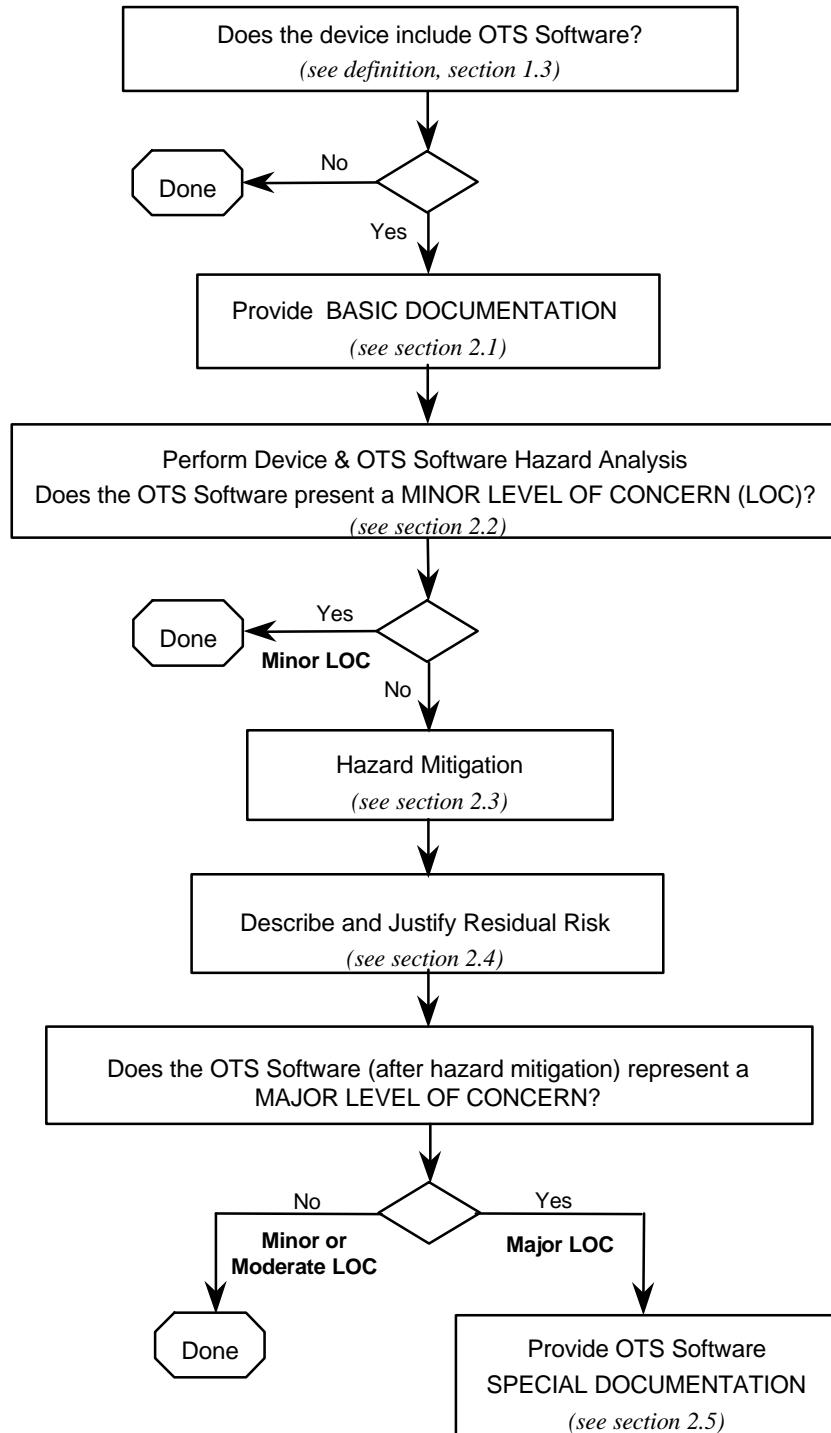 Does the device include OTS Software?
(see definition, section 1.3)
No
Done
Yes
Provide BASIC DOCUMENTATION
(see section 2.1)
Perform Device & OTS Software Hazard Analysis
Does the OTS Software present a MINOR LEVEL OF CONCERN (LOC)?
(see section 2.2)
Yes
Done
Minor LOC
No
Hazard Mitigation
(see section 2.3)
Describe and Justify Residual Risk
(see section 2.4)
Does the OTS Software (after hazard mitigation) represent a
MAJOR LEVEL OF CONCERN?
No
Yes
Minor or
Moderate LOC
Major LOC
Done
Provide OTS Software
SPECIAL DOCUMENTATION
(see section 2.5)